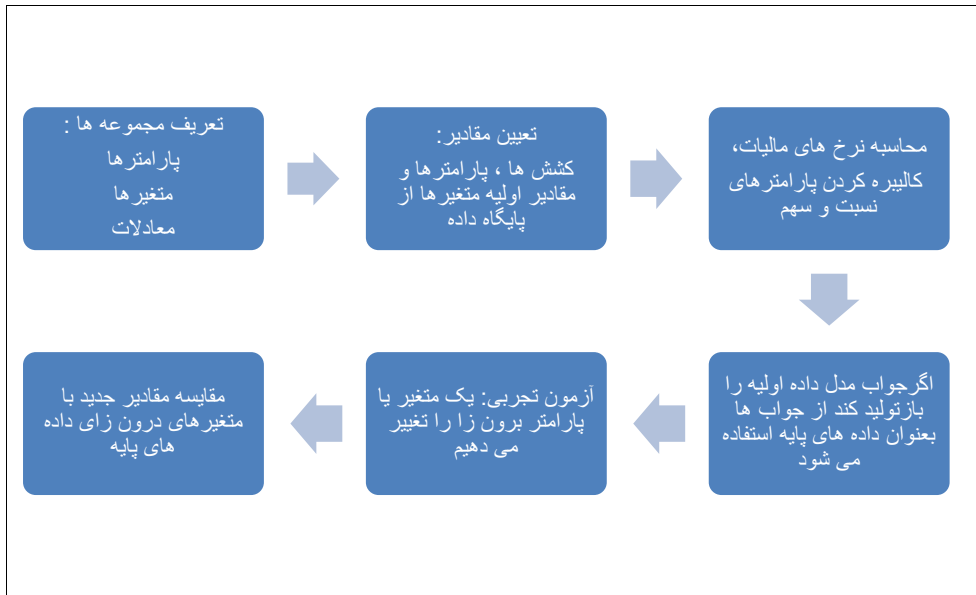 تعریف مجموعه ها :
پارامترها
متغیرها
معادلات
تعیین مقادیر:
کشش ها ، پارامترها و
مقادیر اولیه متغیرها از
پایگاه داده
محاسبه نرخ های مالیات،
کالیبره کردن پارامترهای
نسبت و سهم
اگرجواب مدل داده اولیه را
بازتولید کند از جواب ها
بعنوان داده های پایه استفاده
می شود
آزمون تجربی: یک متغیر یا
پارامتر برون زا را تغییر
می دهیم
مقایسه مقادیر جدید با
متغیرهای درون زای داده
های پایه